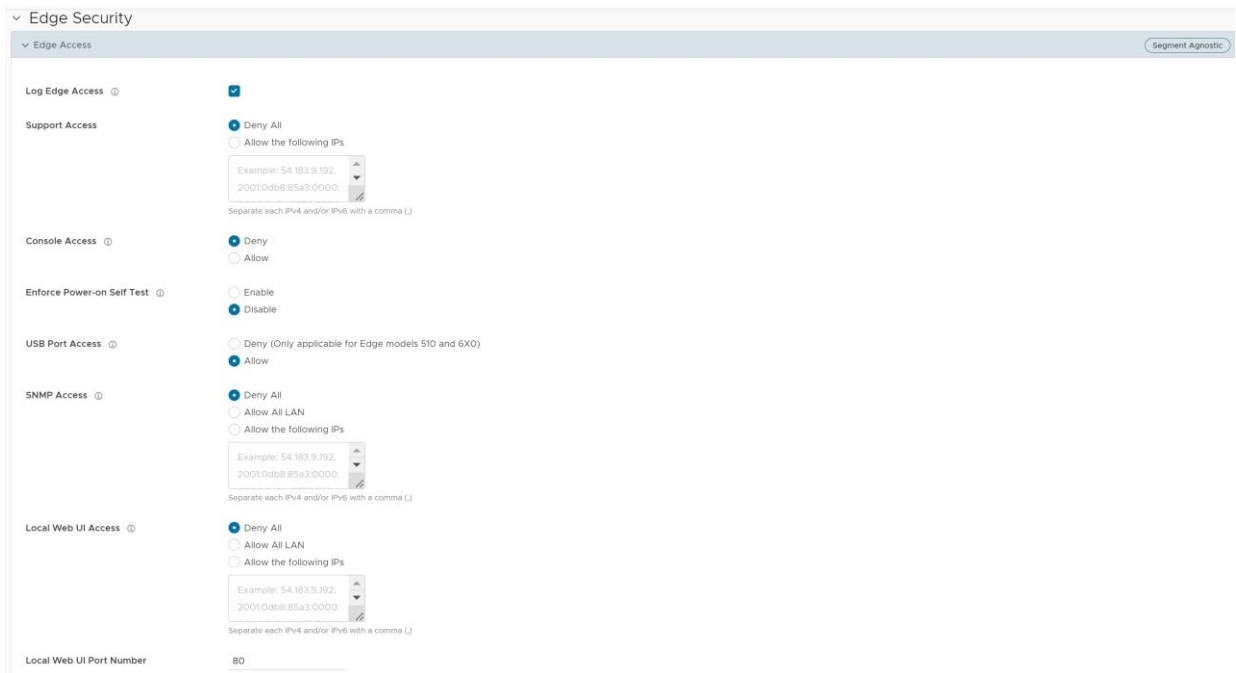 Edge Security
Edge Access
Segment Agnostic
Log Edge Access
Support Access
Deny All
Allow the following IPs
Example: 54.183.9.192,
2001:0db8:85a3:0000:
Separate each IPv4 and/or IPv6 with a comma (,)
Console Access
Deny
Allow
Enforce Power-on Self Test
Enable
Disable
USB Port Access
Deny (Only applicable for Edge models 510 and 6X0)
Allow
SNMP Access
Deny All
Allow All LAN
Allow the following IPs
Example: 54.183.9.192,
2001:0db8:85a3:0000:
Separate each IPv4 and/or IPv6 with a comma (,)
Local Web UI Access
Deny All
Allow All LAN
Allow the following IPs
Example: 54.183.9.192,
2001:0db8:85a3:0000:
Separate each IPv4 and/or IPv6 with a comma (,)
Local Web UI Port Number
80